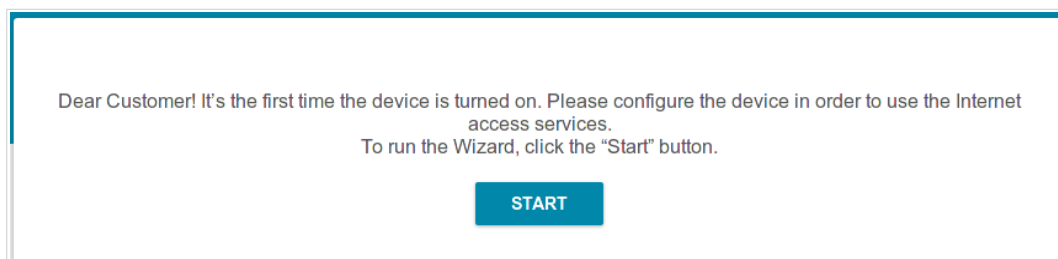 Dear Customer! It’s the first time the device is turned on. Please configure the device in order to use the Internet
access services.
To run the Wizard, click the “Start” button.
START